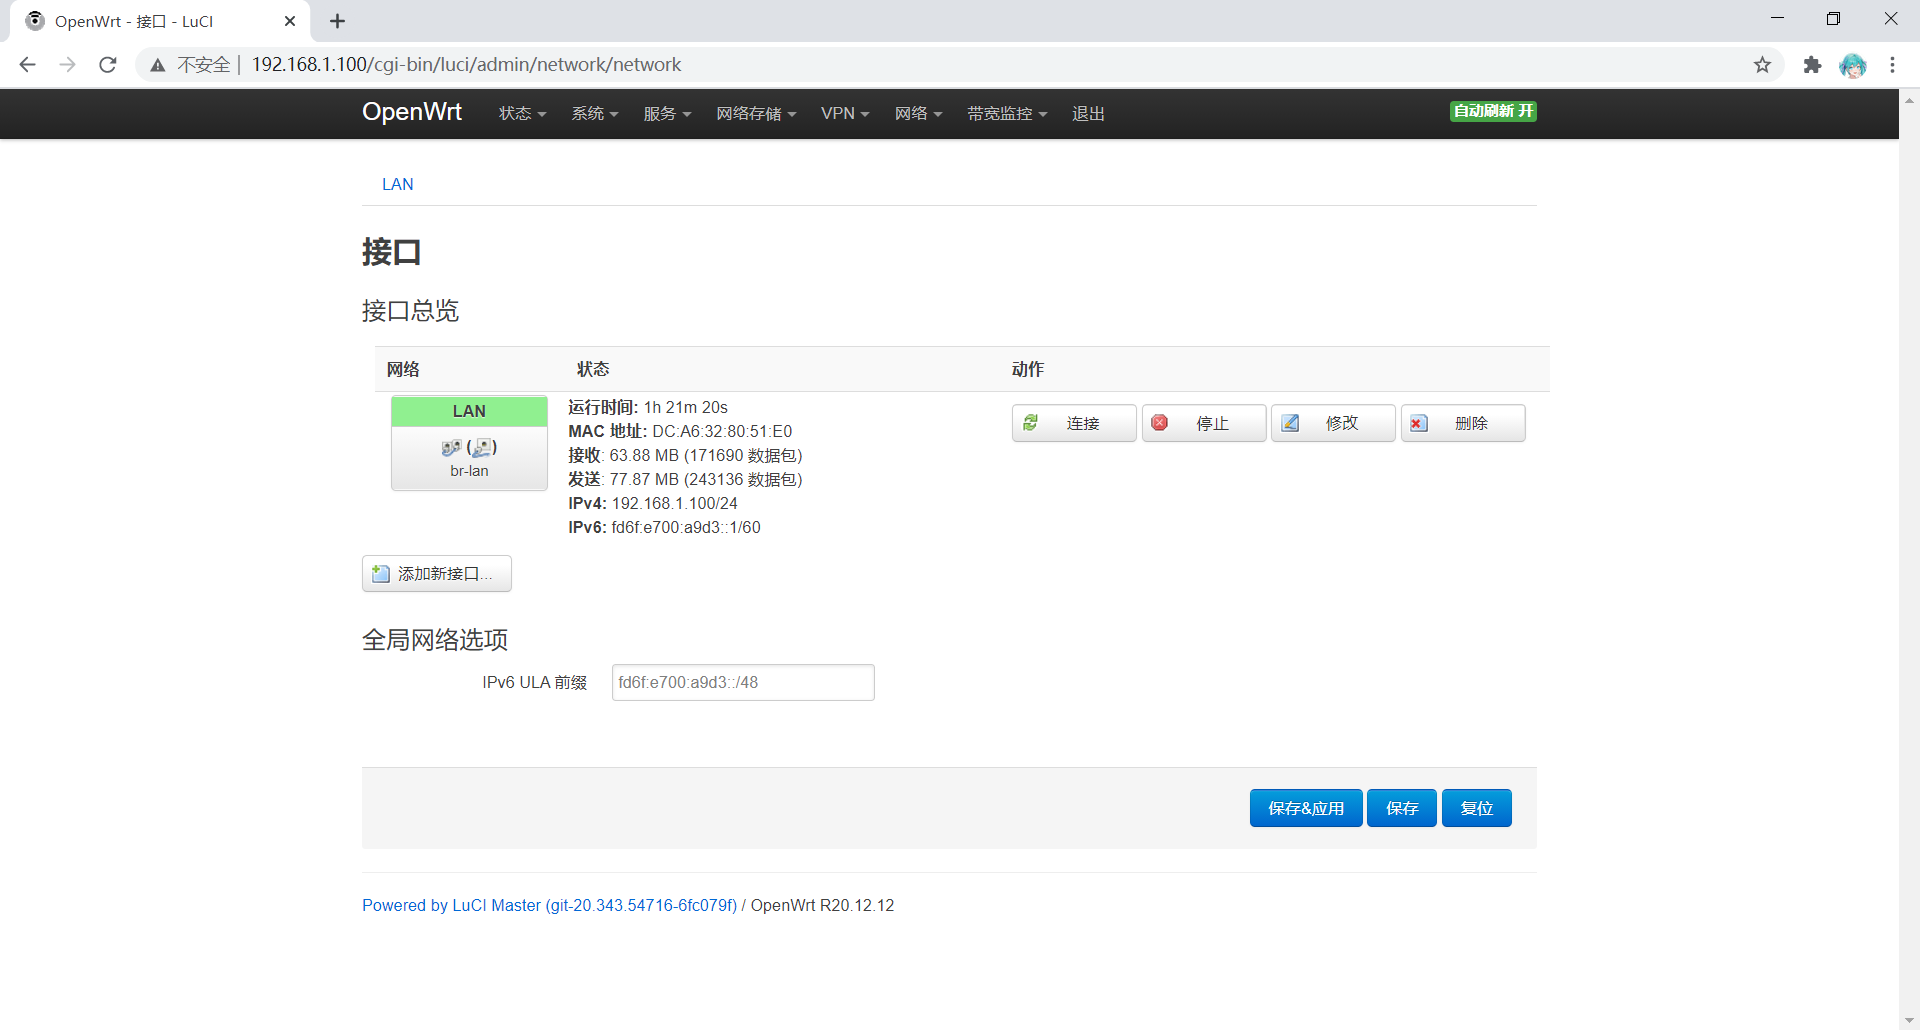 OpenWrt - 接口 - LuCI
不安全 | 192.168.1.100/cgi-bin/luci/admin/network/network
OpenWrt 状态 系统 服务 网络存储 VPN 网络 带宽监控 退出 自动刷新 开
LAN
接口
接口总览
网络 状态 动作
LAN
br-lan
运行时间: 1h 21m 20s
MAC 地址: DC:A6:32:80:51:E0
接收: 63.88 MB (171690 数据包)
发送: 77.87 MB (243136 数据包)
IPv4: 192.168.1.100/24
IPv6: fd6f:e700:a9d3::1/60
连接 停止 修改 删除
添加新接口...
全局网络选项
IPv6 ULA 前缀 fd6f:e700:a9d3::/48
保存&应用 保存 复位
Powered by LuCI Master (git-20.343.54716-6fc079f) / OpenWrt R20.12.12